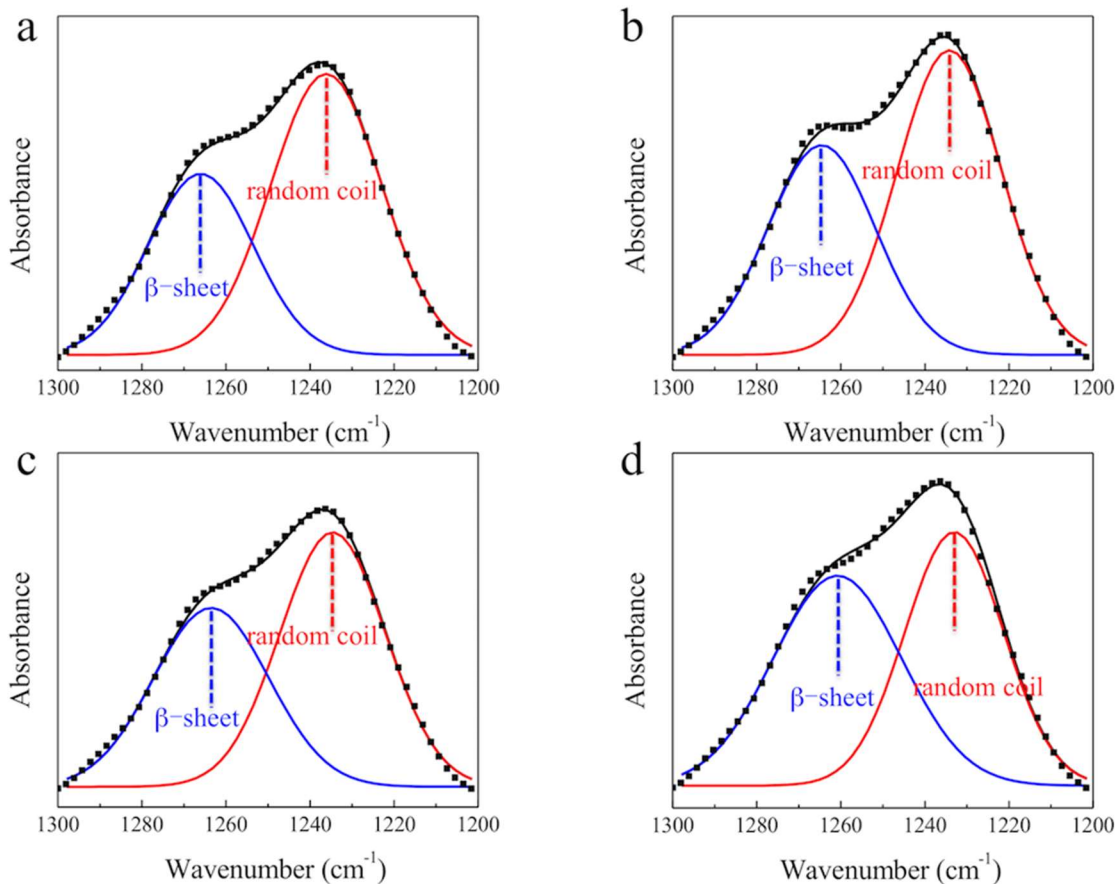 a
Absorbance
random coil
β−sheet
1300 1280 1260 1240 1220 1200
Wavenumber (cm⁻¹)
b
Absorbance
random coil
β−sheet
1300 1280 1260 1240 1220 1200
Wavenumber (cm⁻¹)
c
Absorbance
random coil
β−sheet
1300 1280 1260 1240 1220 1200
Wavenumber (cm⁻¹)
d
Absorbance
β−sheet
random coil
1300 1280 1260 1240 1220 1200
Wavenumber (cm⁻¹)